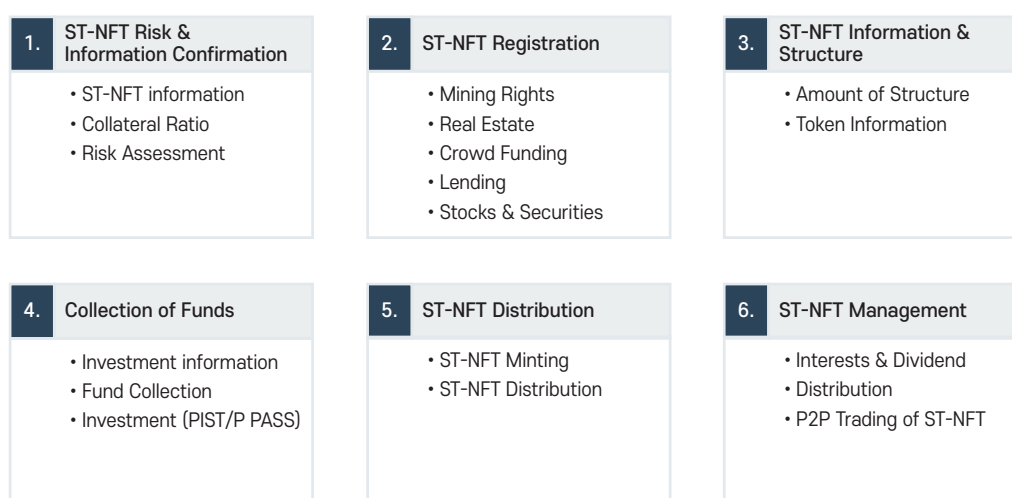 1. ST-NFT Risk &
Information Confirmation
• ST-NFT information
• Collateral Ratio
• Risk Assessment
2. ST-NFT Registration
• Mining Rights
• Real Estate
• Crowd Funding
• Lending
• Stocks & Securities
3. ST-NFT Information &
Structure
• Amount of Structure
• Token Information
4. Collection of Funds
• Investment information
• Fund Collection
• Investment (PIST/P PASS)
5. ST-NFT Distribution
• ST-NFT Minting
• ST-NFT Distribution
6. ST-NFT Management
• Interests & Dividend
• Distribution
• P2P Trading of ST-NFT